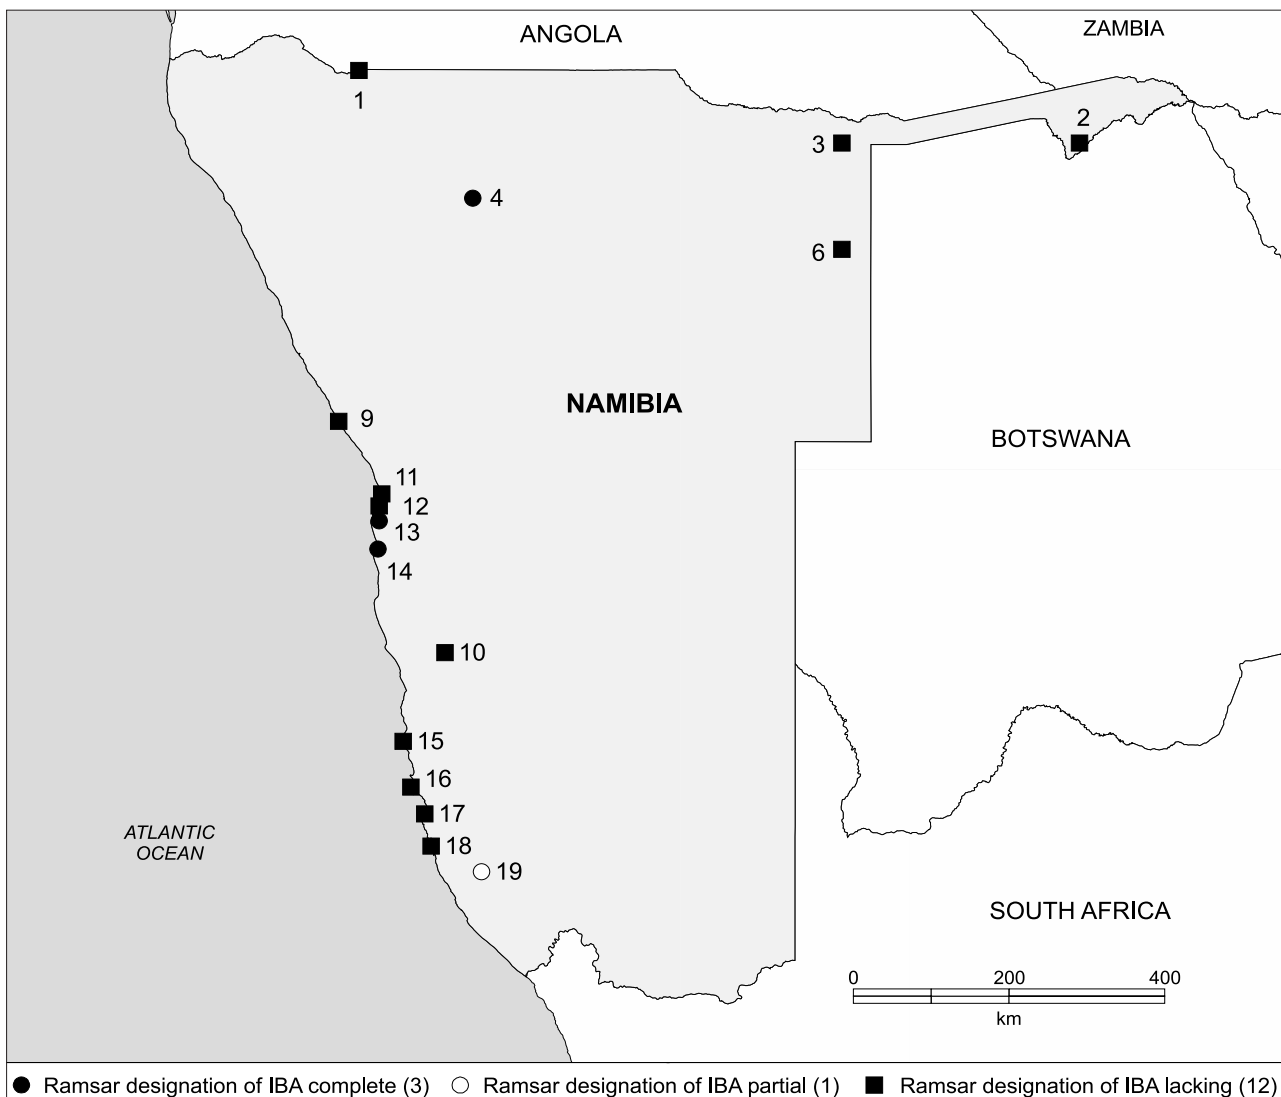 ANGOLA
ZAMBIA
1
2
3
4
6
NAMIBIA
9
BOTSWANA
11
12
13
14
10
15
16
17
18
19
ATLANTIC
OCEAN
SOUTH AFRICA
0 200 400
km
Ramsar designation of IBA complete (3) Ramsar designation of IBA partial (1) Ramsar designation of IBA lacking (12)